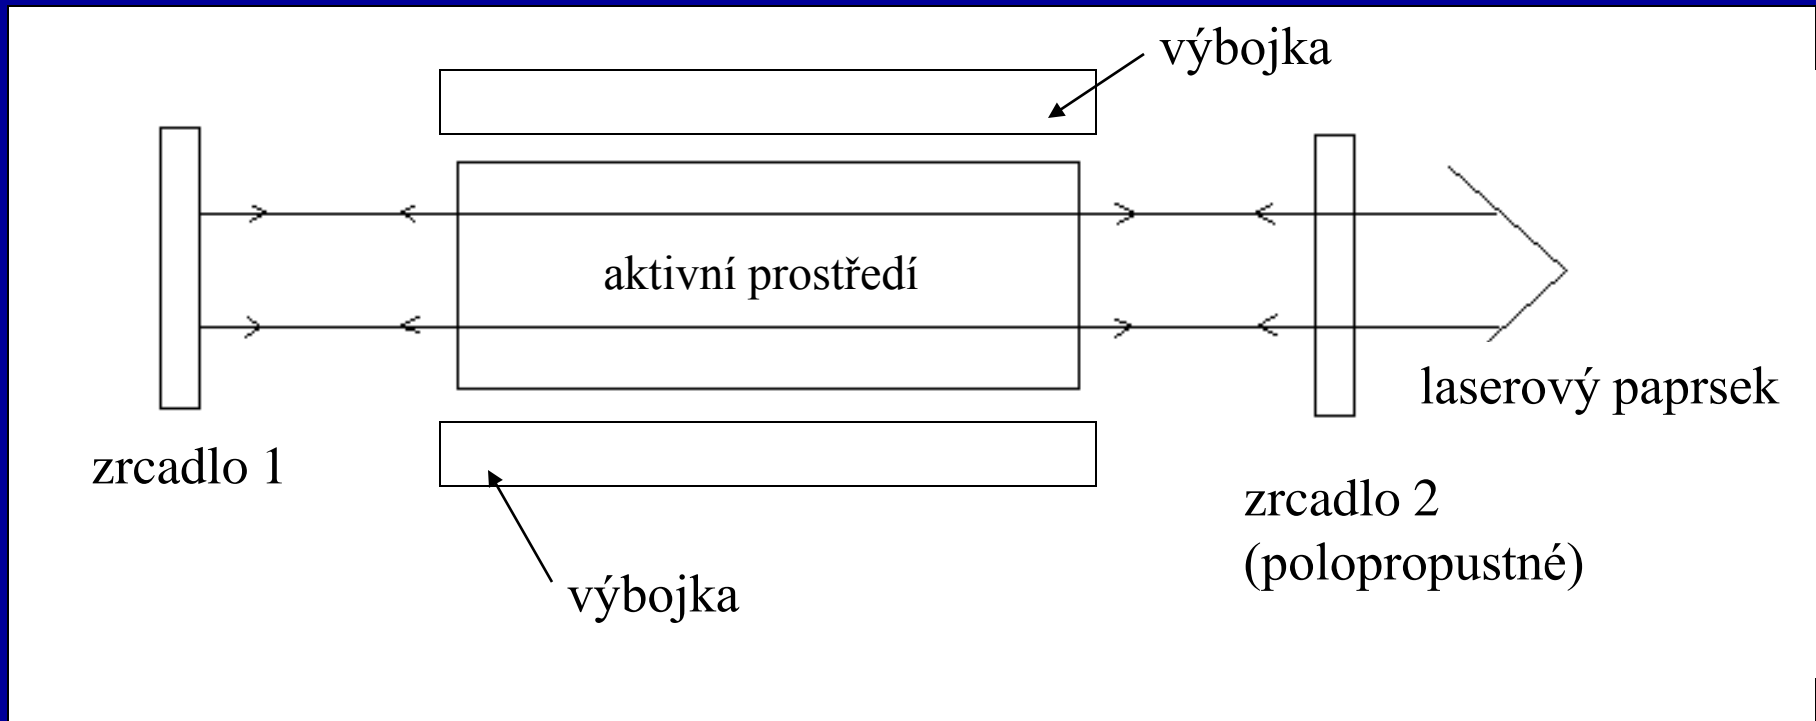 výbojka
aktivní prostředí
laserový paprsek
zrcadlo 1
zrcadlo 2
(polopropustné)
výbojka